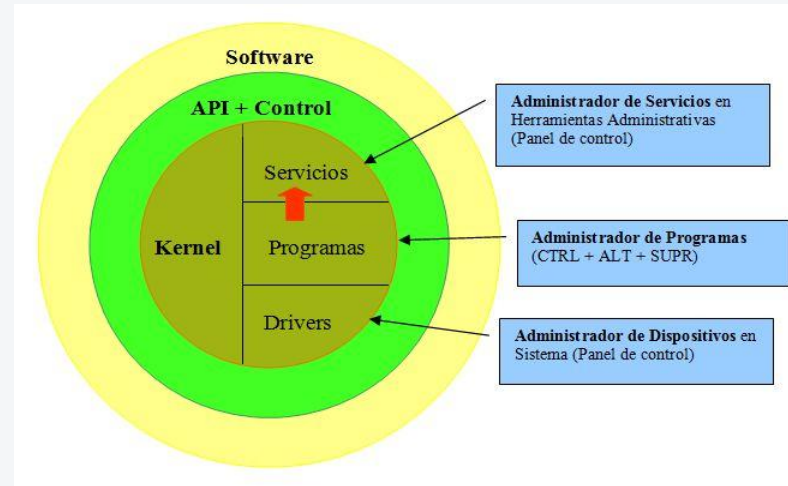 Software
API + Control
Servicios
Kernel
Programas
Drivers
Administrador de Servicios en
Herramientas Administrativas
(Panel de control)
Administrador de Programas
(CTRL + ALT + SUPR)
Administrador de Dispositivos en
Sistema (Panel de control)